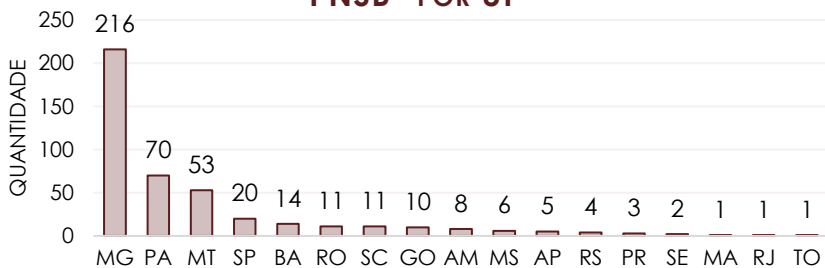 PNSB POR UF
QUANTIDADE
250
200
150
100
50
0
216 70 53 20 14 11 11 10 8 6 5 4 3 2 1 1 1
MG PA MT SP BA RO SC GO AM MS AP RS PR SE MA RJ TO